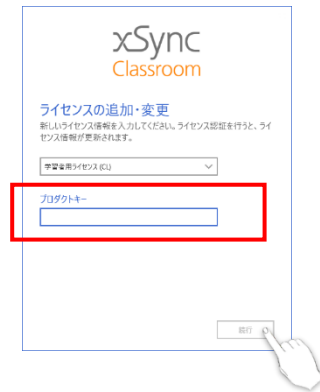 xSync
Classroom
ライセンスの追加・変更
新しいライセンス情報を入力してください。ライセンス認証を行うと、ライ
センス情報が更新されます。
学習者用ライセンス (CL)
プロダクトキー
続行